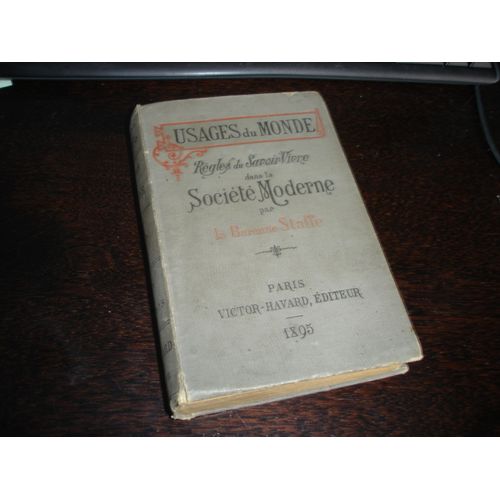 USAGES du MONDE
Règles du Savoir-Vivre
dans la
Société Moderne
par
la Baronne Staffe
PARIS
VICTOR-HAVARD, ÉDITEUR
1895